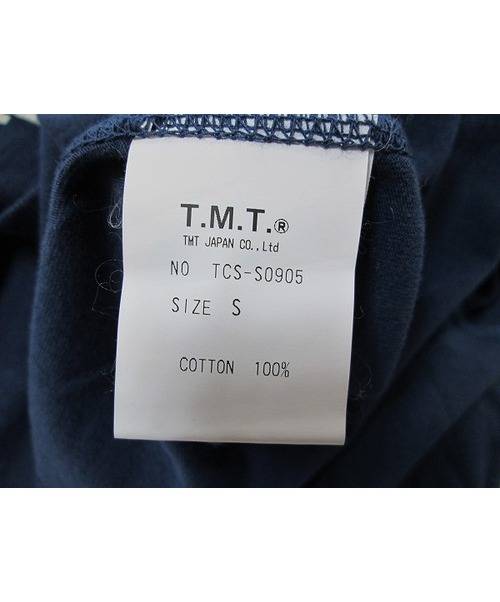 T.M.T.®
TMT JAPAN CO.,Ltd
NO TCS-S0905
SIZE S
COTTON 100%